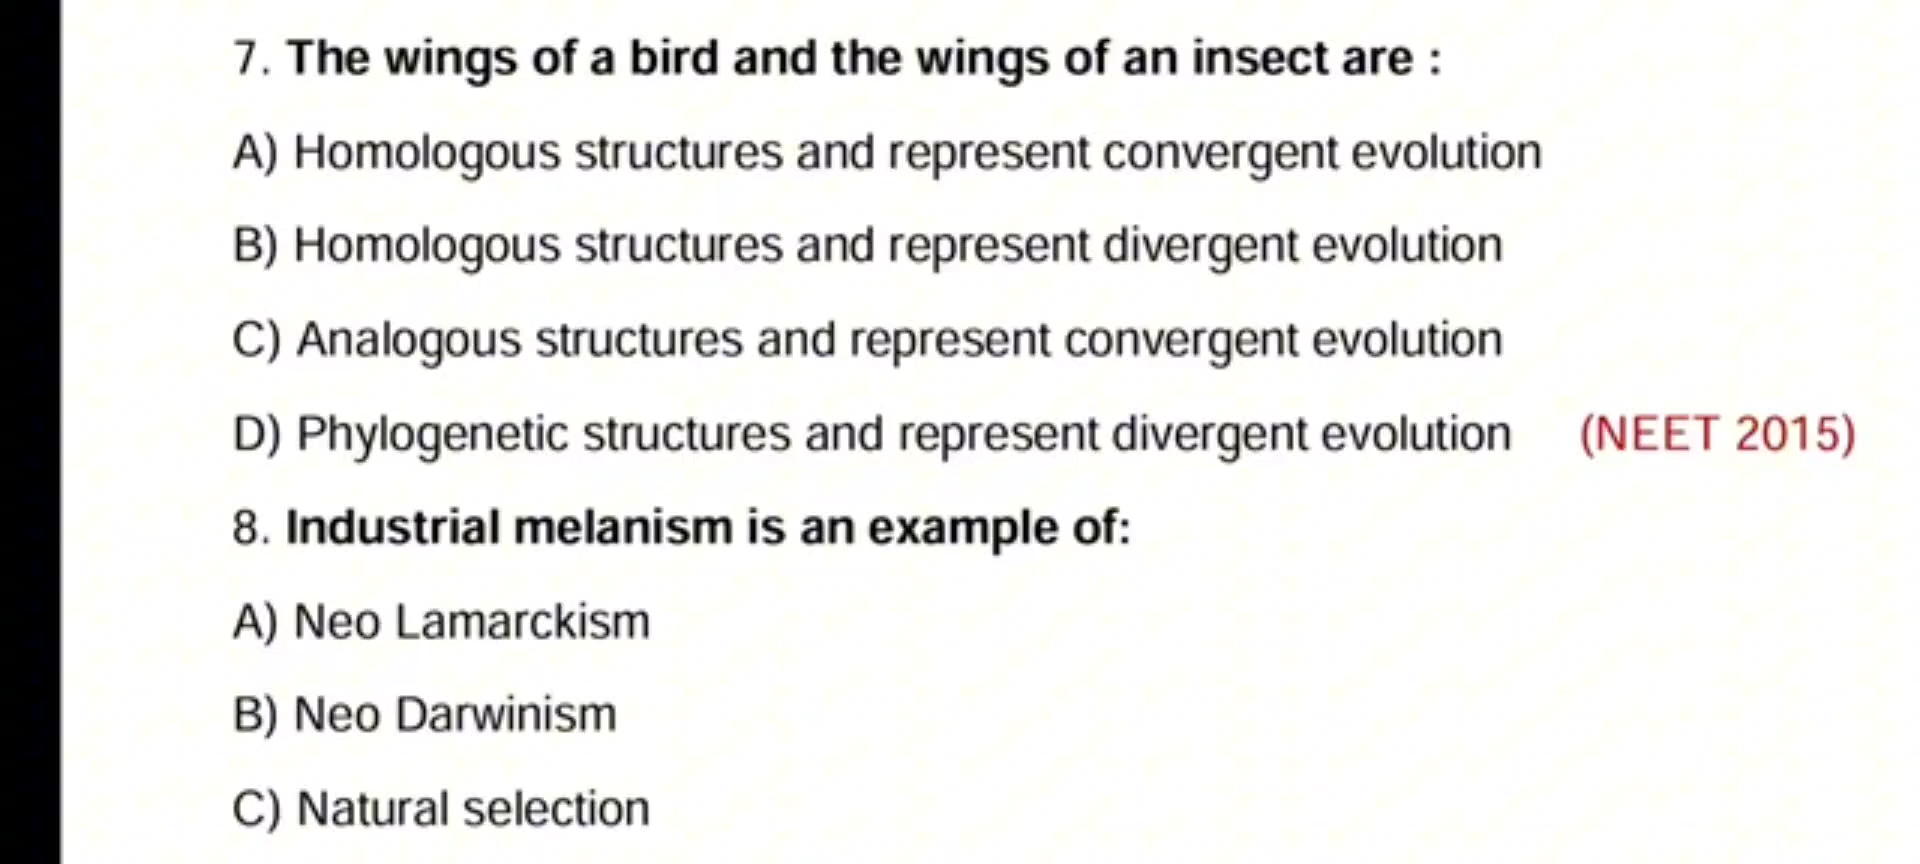 7. The wings of a bird and the wings of an insect are :
A) Homologous structures and represent convergent evolution
B) Homologous structures and represent divergent evolution
C) Analogous structures and represent convergent evolution
D) Phylogenetic structures and represent divergent evolution (NEET 2015)
8. Industrial melanism is an example of:
A) Neo Lamarckism
B) Neo Darwinism
C) Natural selection